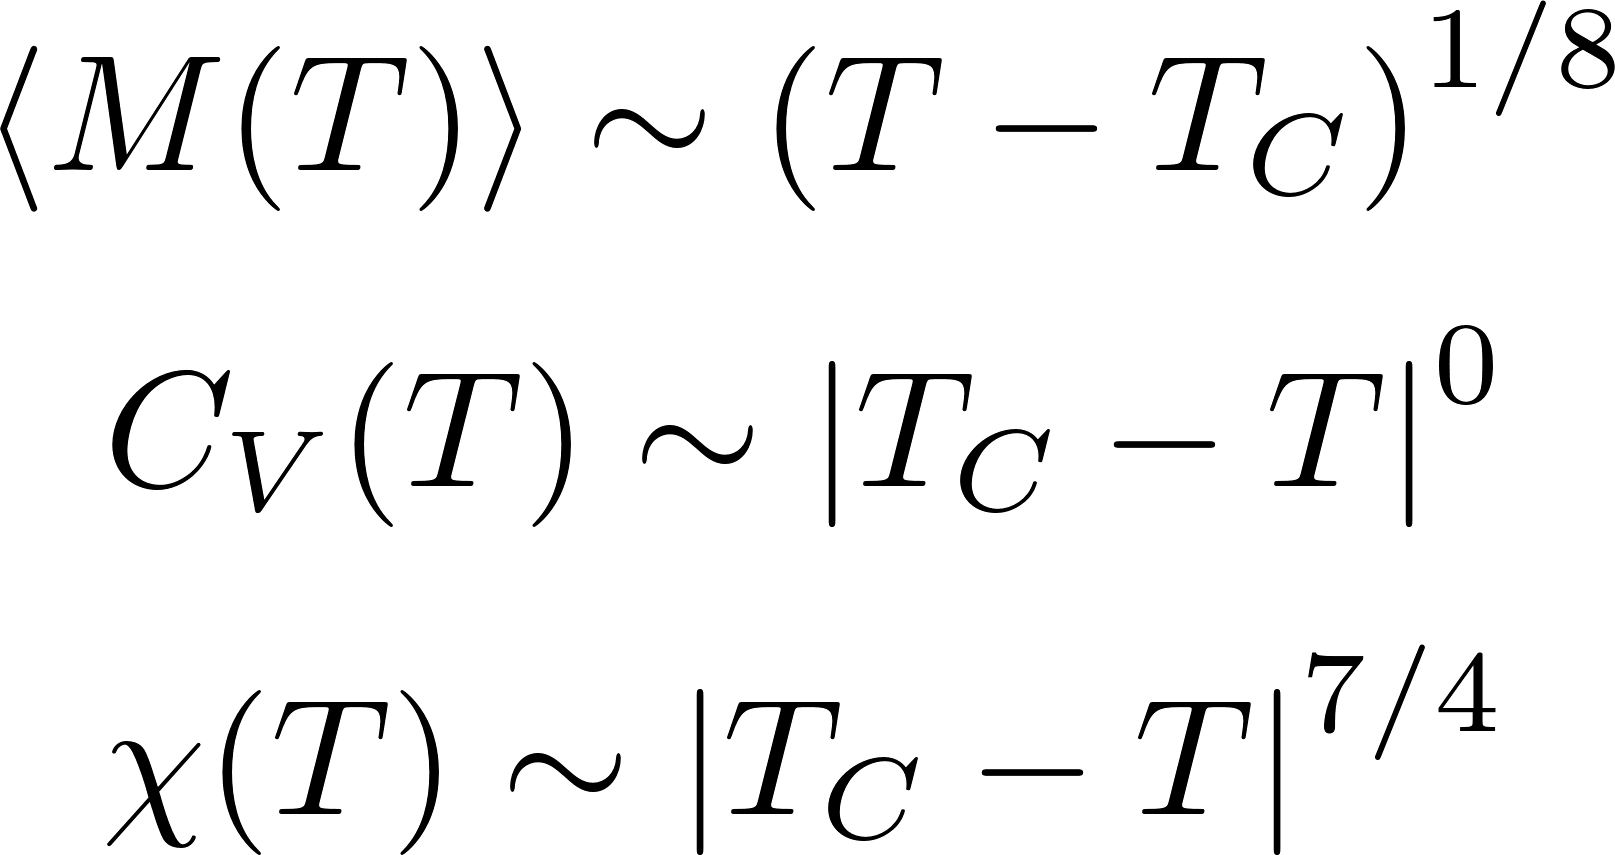 ⟨M(T)⟩ ∼ (T − T_C)^{1/8}
C_V(T) ∼ |T_C − T|^0
χ(T) ∼ |T_C − T|^{7/4}